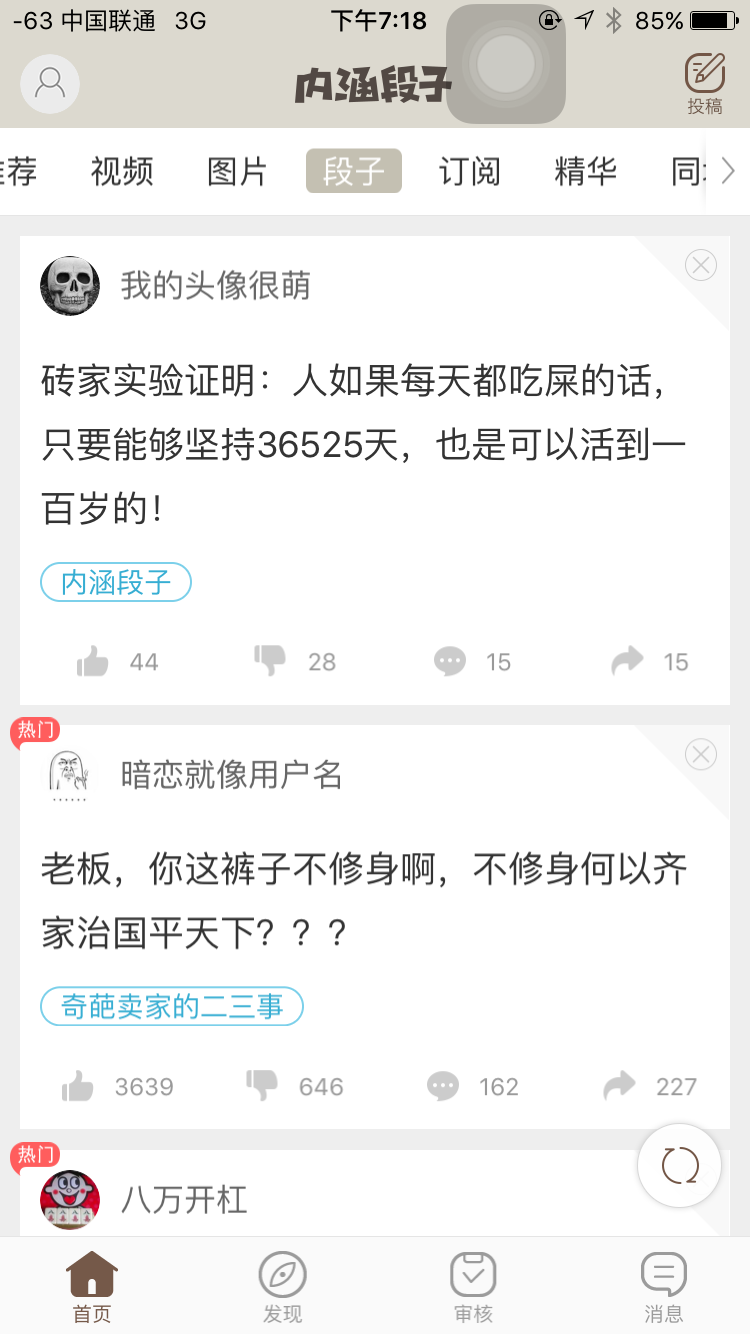 -63 中国联通 3G 下午7:18 85%
内涵段子
投稿
荐 视频 图片 段子 订阅 精华 同
我的头像很萌
砖家实验证明：人如果每天都吃屎的话，
只要能够坚持36525天，也是可以活到一
百岁的！
内涵段子
44 28 15 15
热门
暗恋就像用户名
老板，你这裤子不修身啊，不修身何以齐
家治国平天下？？？
奇葩卖家的二三事
3639 646 162 227
热门
八万开杠
首页 发现 审核 消息